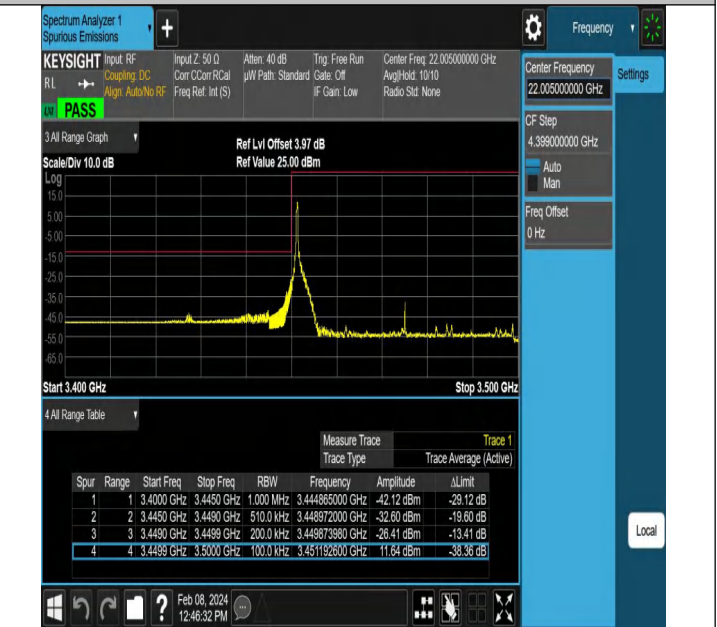 Spectrum Analyzer 1
Spurious Emissions
Frequency
KEYSIGHT Input: RF Input Z: 50 Ω Atten: 40 dB Trig: Free Run Center Freq: 22.005000000 GHz
RL Coupling: DC Corr CCorr RCal µW Path: Standard Gate: Off Avg|Hold: 10/10
Align: Auto/No RF Freq Ref: Int (S) IF Gain: Low Radio Std: None
LXI PASS
Center Frequency
22.005000000 GHz
Settings
CF Step
4.399000000 GHz
Auto
Man
Freq Offset
0 Hz
3 All Range Graph
Ref Lvl Offset 3.97 dB
Scale/Div 10.0 dB Ref Value 25.00 dBm
Log
15.0
5.00
-5.00
-15.0
-25.0
-35.0
-45.0
-55.0
-65.0
Start 3.400 GHz Stop 3.500 GHz
4 All Range Table
Measure Trace Trace 1
Trace Type Trace Average (Active)
Spur Range Start Freq Stop Freq RBW Frequency Amplitude ΔLimit
1 1 3.4000 GHz 3.4450 GHz 1.000 MHz 3.444865000 GHz -42.12 dBm -29.12 dB
2 2 3.4450 GHz 3.4490 GHz 510.0 kHz 3.448972000 GHz -32.60 dBm -19.60 dB
3 3 3.4490 GHz 3.4499 GHz 200.0 kHz 3.449873980 GHz -26.41 dBm -13.41 dB
4 4 3.4499 GHz 3.5000 GHz 100.0 kHz 3.451192600 GHz 11.64 dBm -38.36 dB
Local
Feb 08, 2024
12:46:32 PM